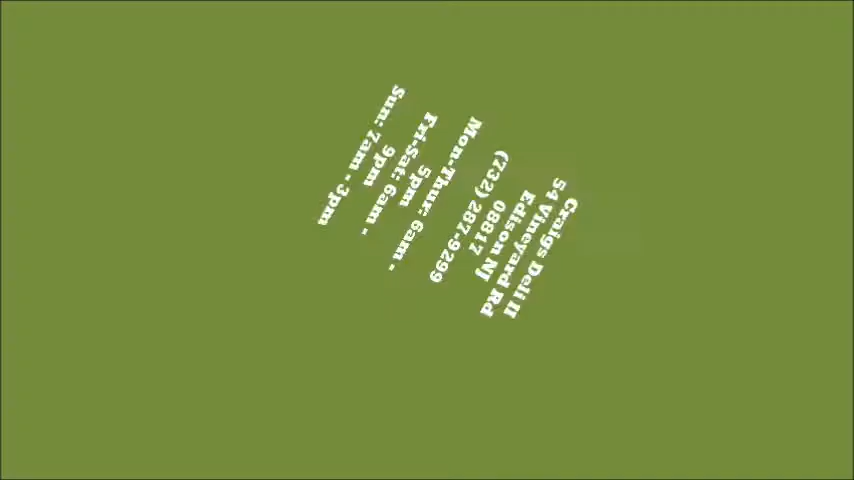 Craigs Deli II
54 Vineyard Rd
Edison NJ
08817
(732) 287-9299
Mon-Thur: 6am -
5pm
Fri-Sat: 6am -
9pm
Sun: 7am - 3pm